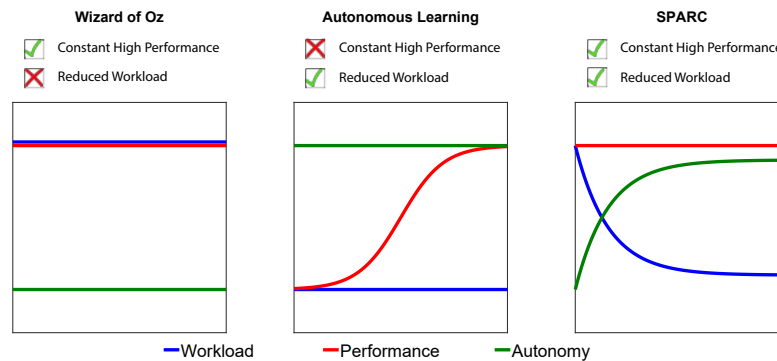 Wizard of Oz
Constant High Performance
Reduced Workload
Autonomous Learning
Constant High Performance
Reduced Workload
SPARC
Constant High Performance
Reduced Workload
Workload Performance Autonomy